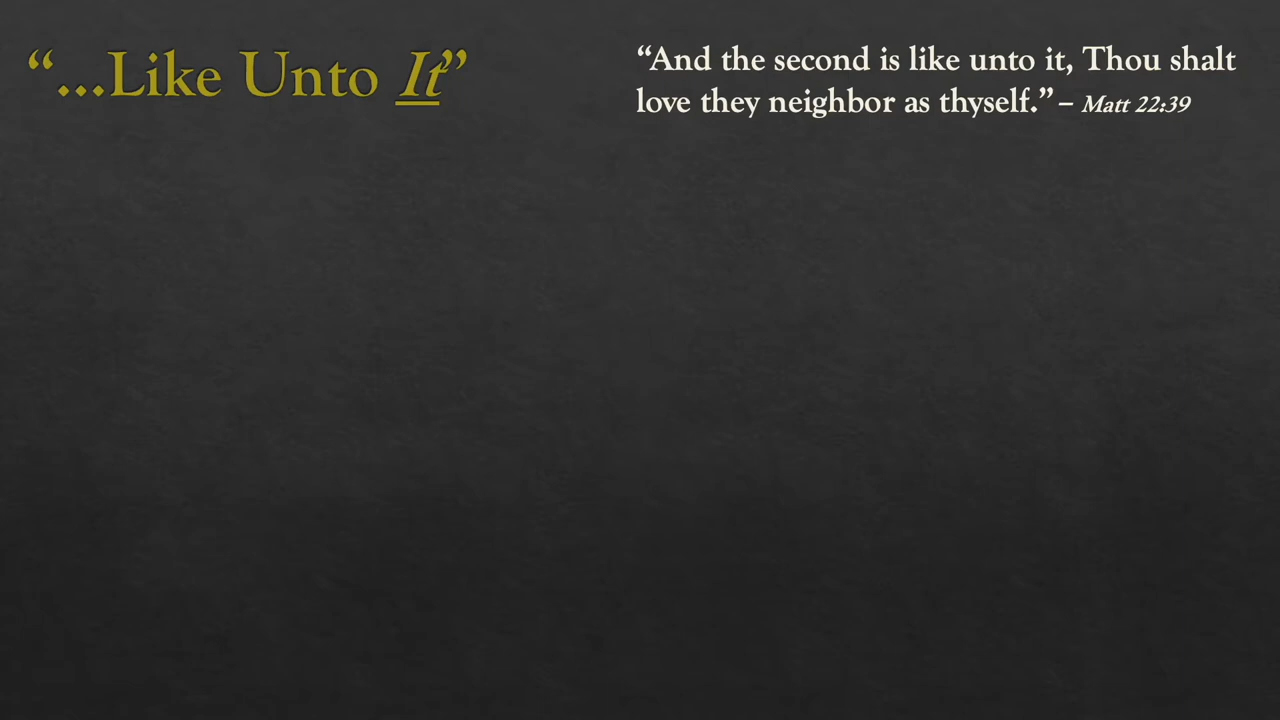 “...Like Unto It”
“And the second is like unto it, Thou shalt
love they neighbor as thyself.” – Matt 22:39